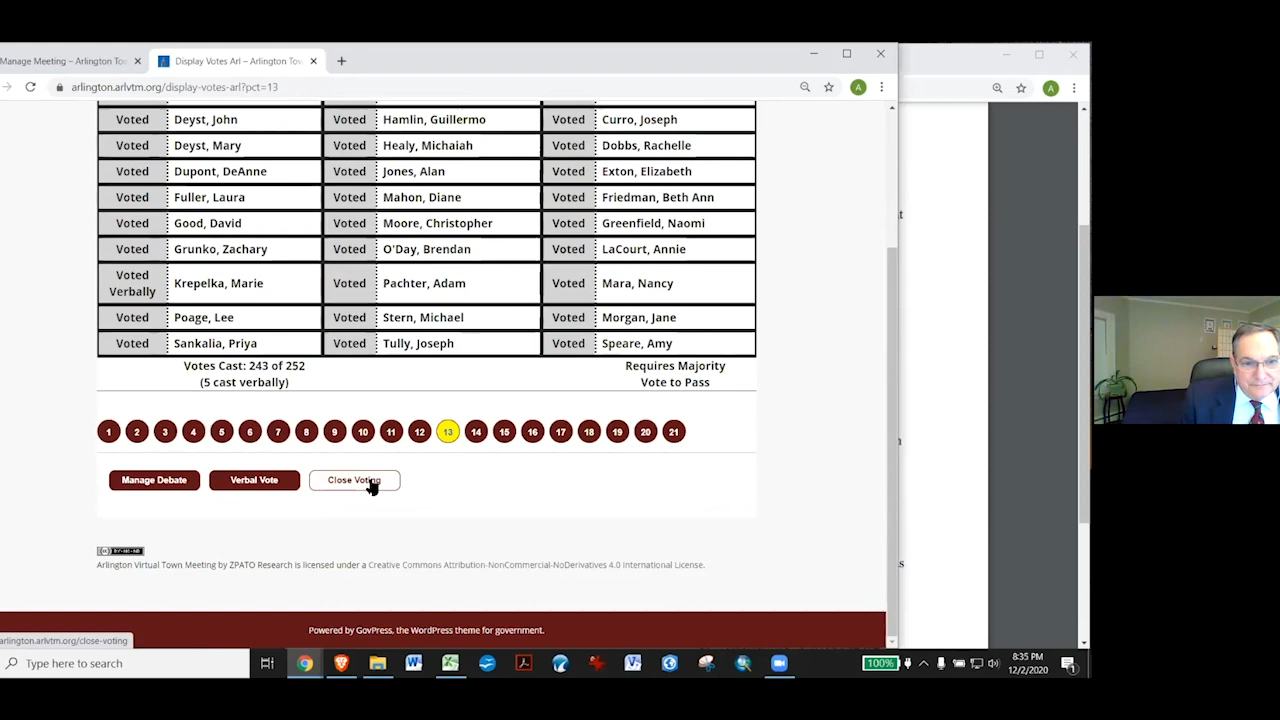 Manage Meeting – Arlington Tov
Display Votes Arl – Arlington Tow
arlington.arlvtm.org/display-votes-arl?pct=13
A
A
Voted Deyst, John Voted Hamlin, Guillermo Voted Curro, Joseph
Voted Deyst, Mary Voted Healy, Michaiah Voted Dobbs, Rachelle
Voted Dupont, DeAnne Voted Jones, Alan Voted Exton, Elizabeth
Voted Fuller, Laura Voted Mahon, Diane Voted Friedman, Beth Ann
Voted Good, David Voted Moore, Christopher Voted Greenfield, Naomi
Voted Grunko, Zachary Voted O'Day, Brendan Voted LaCourt, Annie
Voted Verbally Krepelka, Marie Voted Pachter, Adam Voted Mara, Nancy
Voted Poage, Lee Voted Stern, Michael Voted Morgan, Jane
Voted Sankalia, Priya Voted Tully, Joseph Voted Speare, Amy
Votes Cast: 243 of 252
(5 cast verbally)
Requires Majority
Vote to Pass
1 2 3 4 5 6 7 8 9 10 11 12 13 14 15 16 17 18 19 20 21
Manage Debate Verbal Vote Close Voting
Arlington Virtual Town Meeting by ZPATO Research is licensed under a Creative Commons Attribution-NonCommercial-NoDerivatives 4.0 International License.
Powered by GovPress, the WordPress theme for government.
arlington.arlvtm.org/close-voting
Type here to search
100%
8:35 PM
12/2/2020